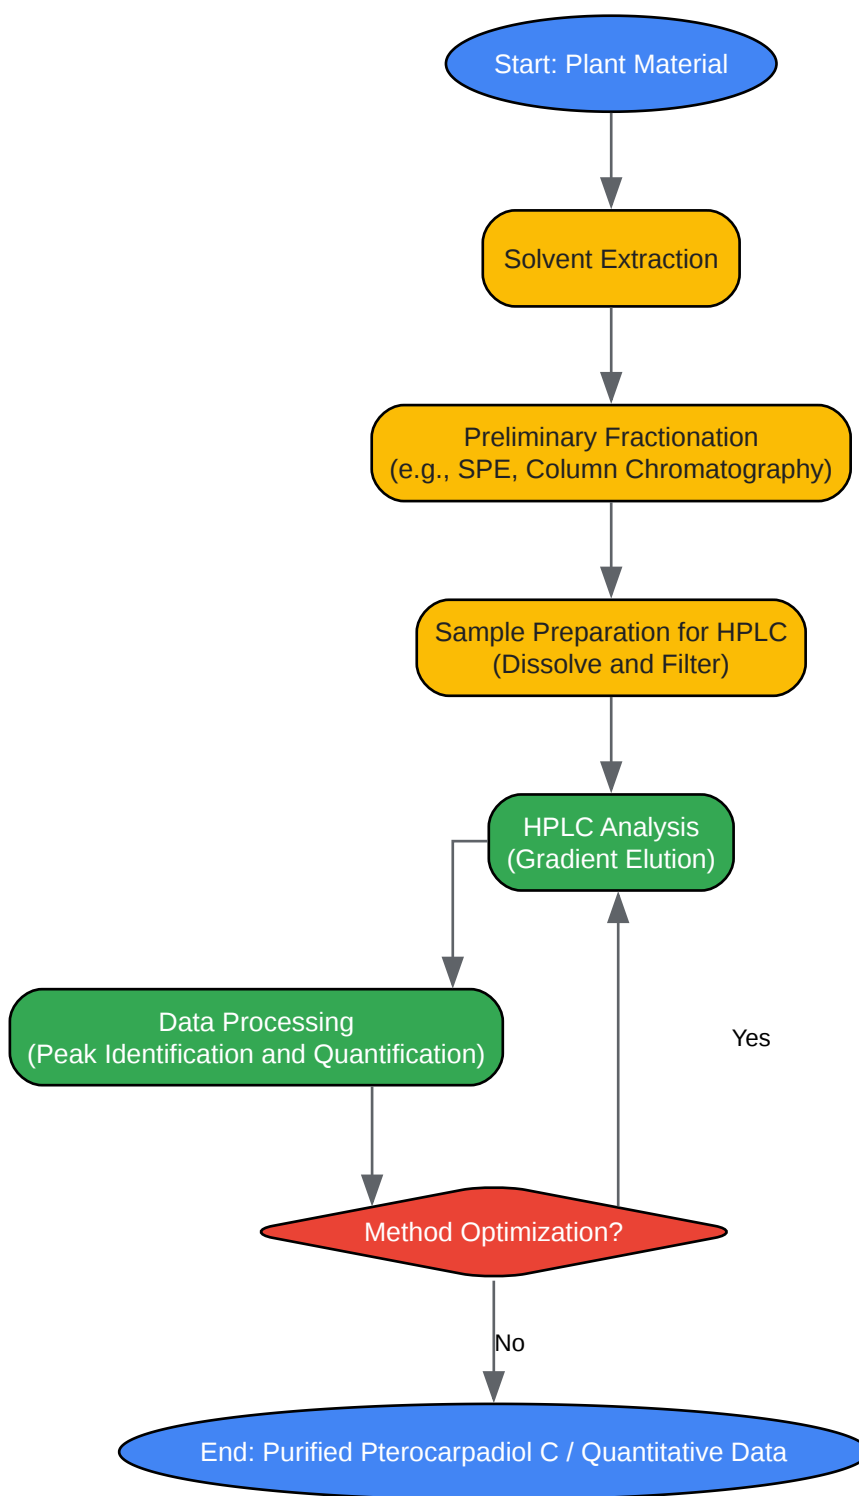 Start: Plant Material
Solvent Extraction
Preliminary Fractionation
(e.g., SPE, Column Chromatography)
Sample Preparation for HPLC
(Dissolve and Filter)
HPLC Analysis
(Gradient Elution)
Data Processing
(Peak Identification and Quantification)
Yes
Method Optimization?
No
End: Purified Pterocarpadiol C / Quantitative Data